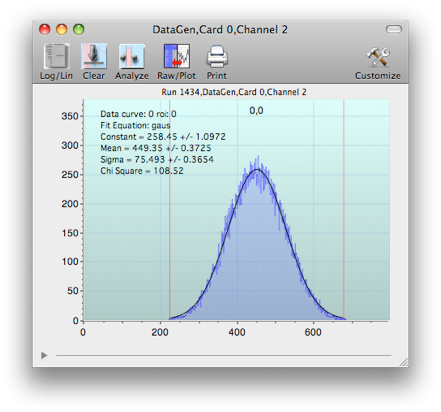 DataGen,Card 0,Channel 2
Log/Lin Clear Analyze Raw/Plot Print Customize
Run 1434,DataGen,Card 0,Channel 2
0,0
Data curve: 0 roi: 0
Fit Equation: gaus
Constant = 258.45 +/- 1.0972
Mean = 449.35 +/- 0.3725
Sigma = 75.493 +/- 0.3654
Chi Square = 108.52
350
300
250
200
150
100
50
0
0 200 400 600